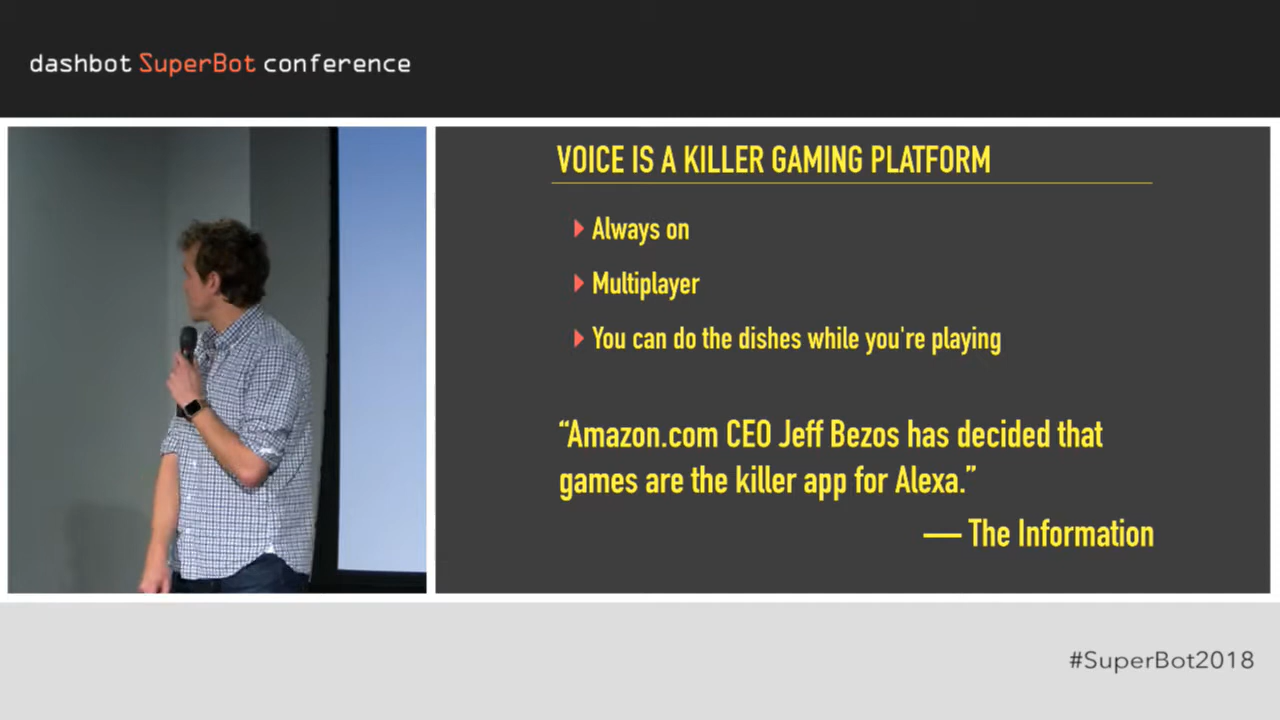 dashbot SuperBot conference
VOICE IS A KILLER GAMING PLATFORM
Always on
Multiplayer
You can do the dishes while you're playing
“Amazon.com CEO Jeff Bezos has decided that
games are the killer app for Alexa.”
— The Information
#SuperBot2018